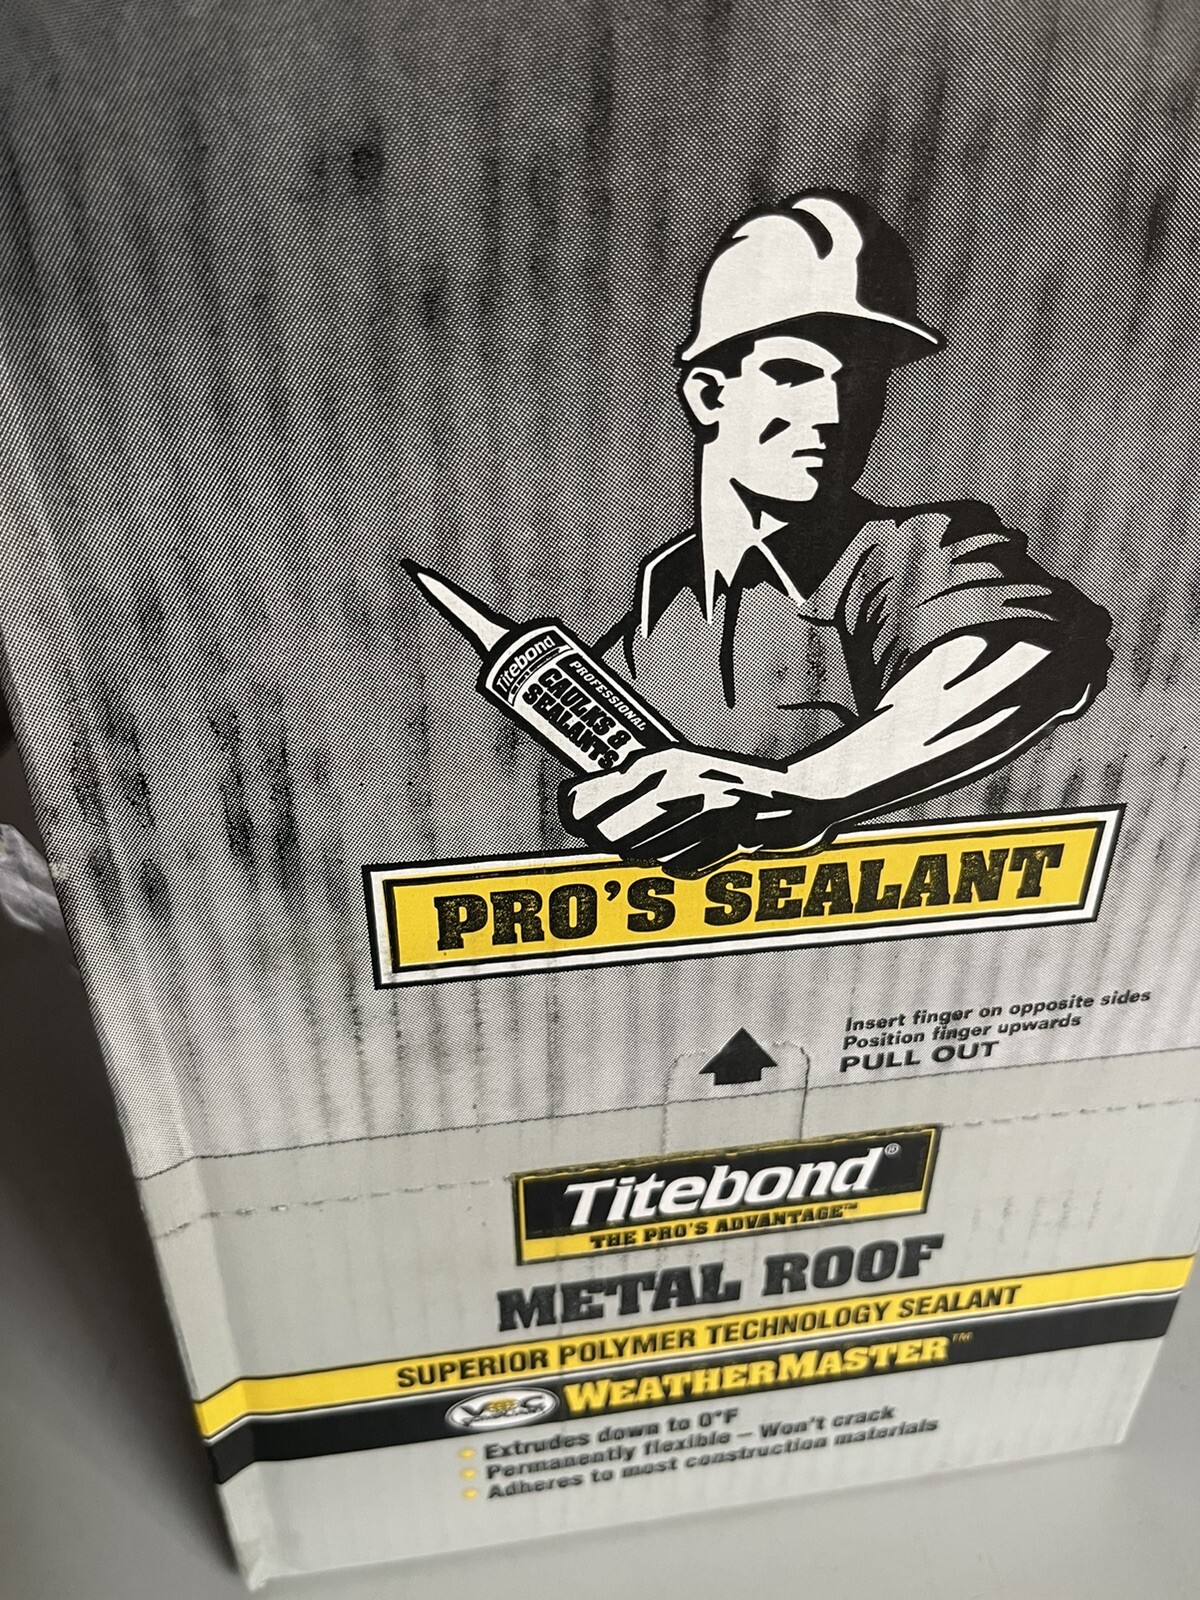 Titebond
PROFESSIONAL
CAULKS &
SEALANTS
PRO'S SEALANT
Insert finger on opposite sides
Position finger upwards
PULL OUT
Titebond®
THE PRO'S ADVANTAGE™
METAL ROOF
SUPERIOR POLYMER TECHNOLOGY SEALANT
WEATHERMASTER™
Extrudes down to 0°F
Permanently flexible – Won't crack
Adheres to most construction materials